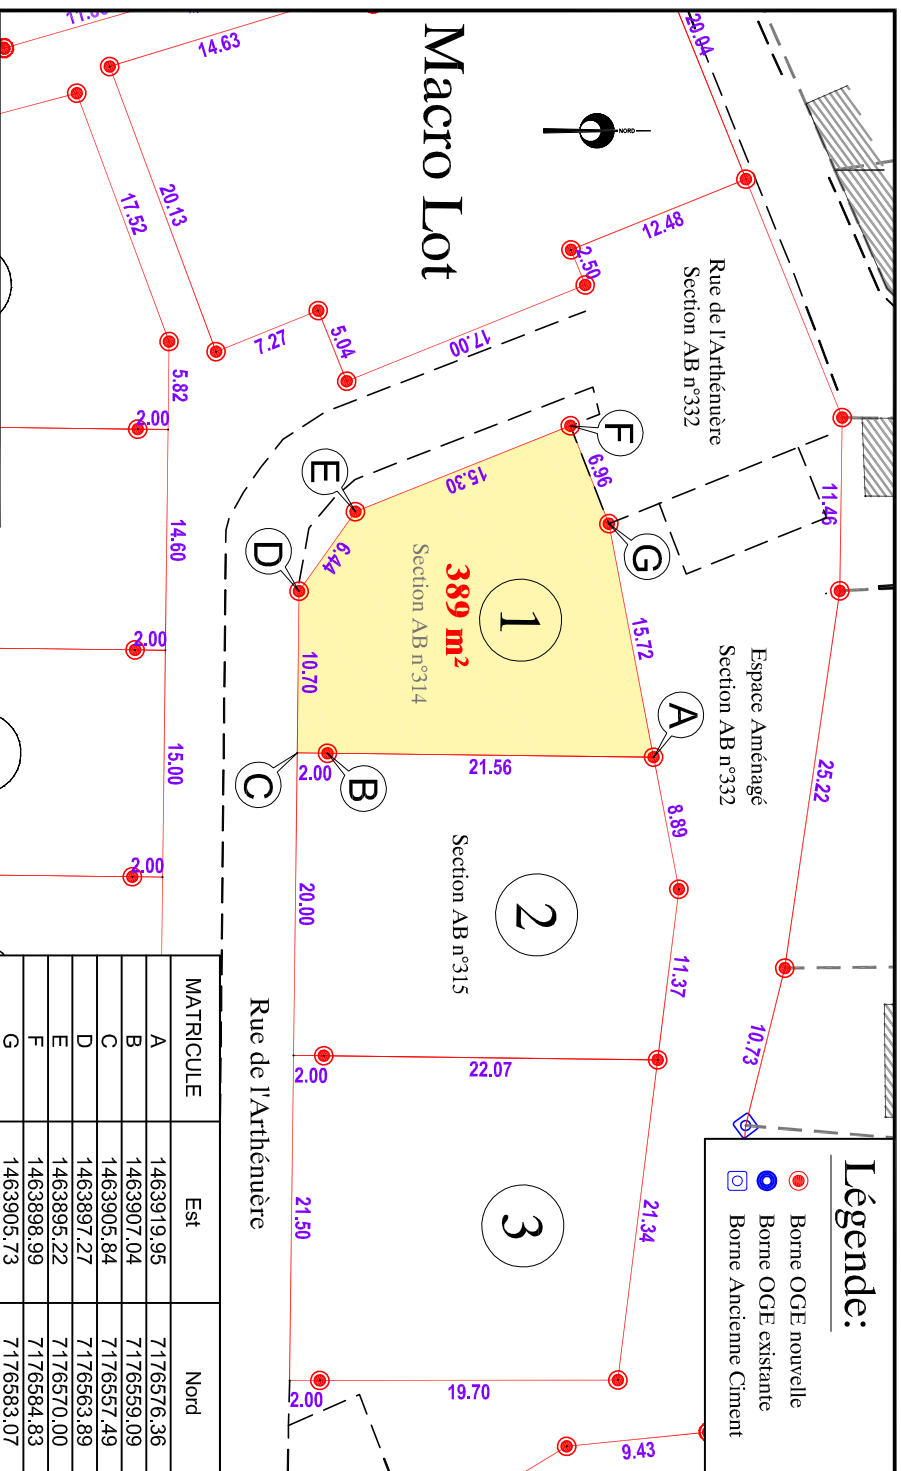 Macro Lot
NORD
Rue de l'Arthénuère
Section AB n°332
Espace Aménagé
Section AB n°332
20.04
14.63
12.48
2.50
17.00
20.13
17.52
7.27
5.04
5.82
2.00
14.60
2.00
15.00
2.00
11.46
25.22
10.73
F
6.96
G
15.30
E
6.44
D
15.72
A
1
389 m²
Section AB n°314
10.70
21.56
B
2.00
C
8.89
11.37
2
Section AB n°315
20.00
22.07
2.00
3
21.34
21.50
19.70
2.00
9.43
Rue de l'Arthénuère
Légende:
Borne OGE nouvelle
Borne OGE existante
Borne Ancienne Ciment
MATRICULE Est Nord
A 1463919.95 7176576.36
B 1463907.04 7176559.09
C 1463905.84 7176557.49
D 1463897.27 7176563.89
E 1463895.22 7176570.00
F 1463898.99 7176584.83
G 1463905.73 7176583.07